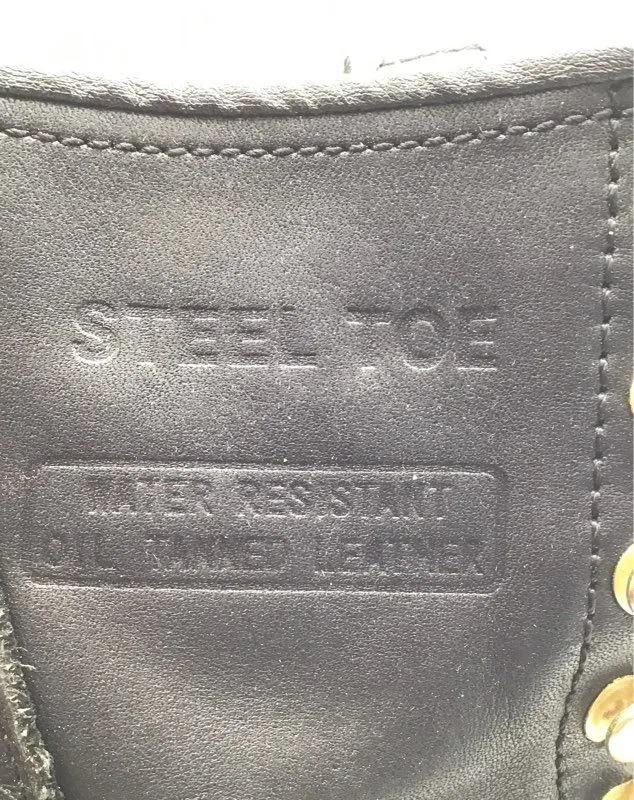 STEEL TOE
WATER RESISTANT
OIL TANNED LEATHER